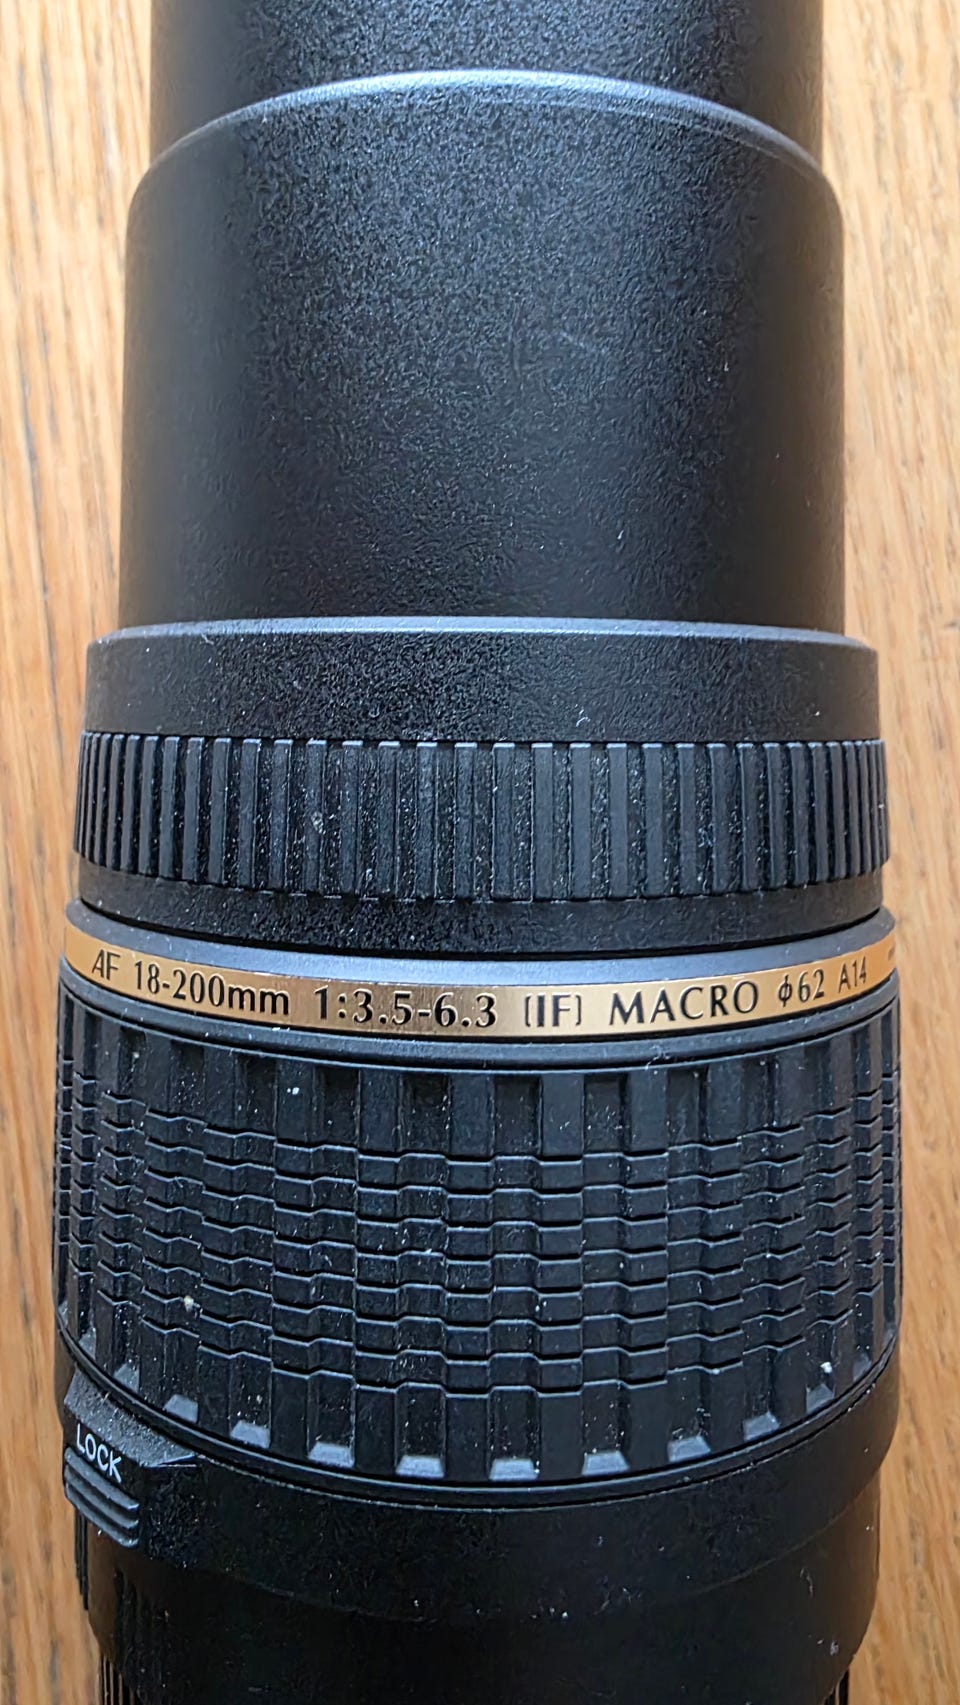 AF 18-200mm 1:3.5-6.3 (IF) MACRO ϕ62 A14
LOCK